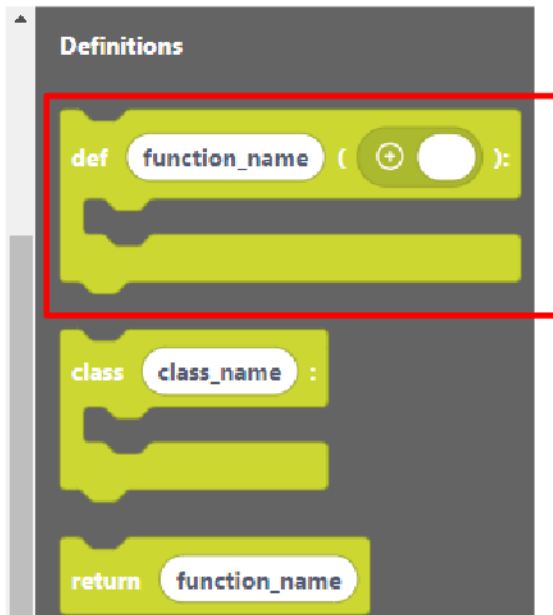 Definitions
def function_name ( ):
class class_name :
return function_name